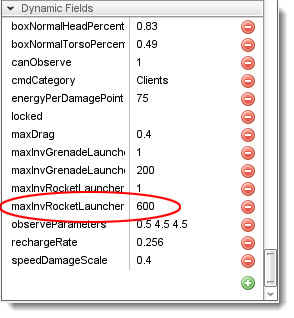 Dynamic Fields
boxNormalHeadPercent 0.83
boxNormalTorsoPercent 0.49
canObserve 1
cmdCategory Clients
energyPerDamagePoint 75
locked
maxDrag 0.4
maxInvGrenadeLaunche 1
maxInvGrenadeLaunche 200
maxInvRocketLauncher 1
maxInvRocketLauncher 600
observeParameters 0.5 4.5 4.5
rechargeRate 0.256
speedDamageScale 0.4